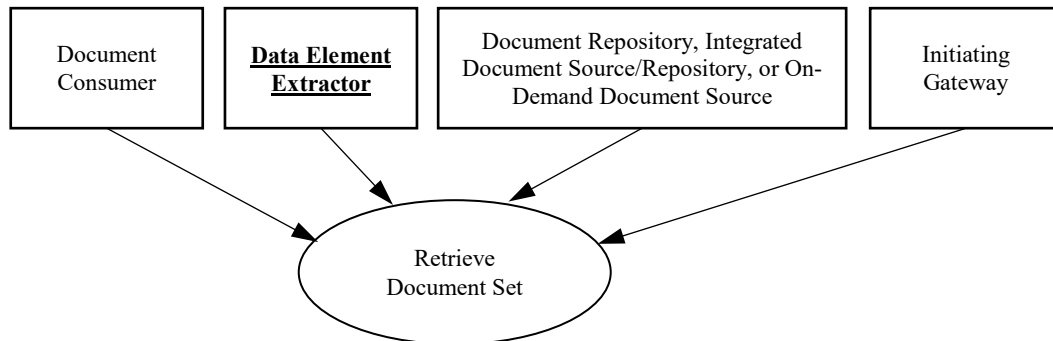 Document
Consumer
Data Element
Extractor
Document Repository, Integrated
Document Source/Repository, or On-
Demand Document Source
Initiating
Gateway
Retrieve
Document Set